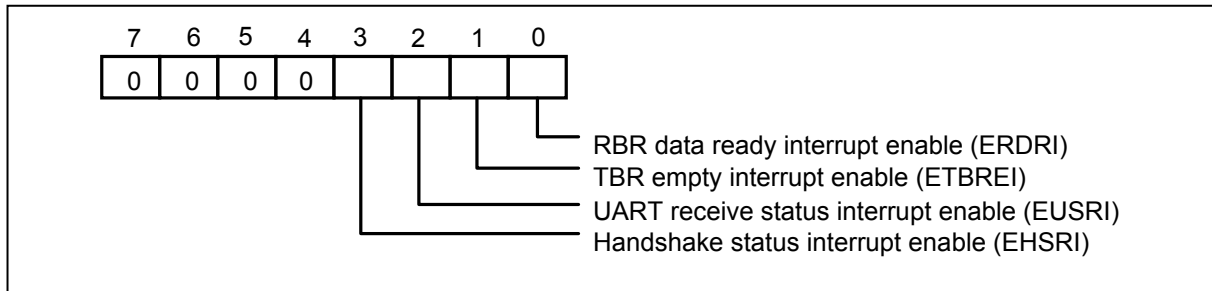 7 6 5 4 3 2 1 0
0 0 0 0
RBR data ready interrupt enable (ERDRI)
TBR empty interrupt enable (ETBREI)
UART receive status interrupt enable (EUSRI)
Handshake status interrupt enable (EHSRI)